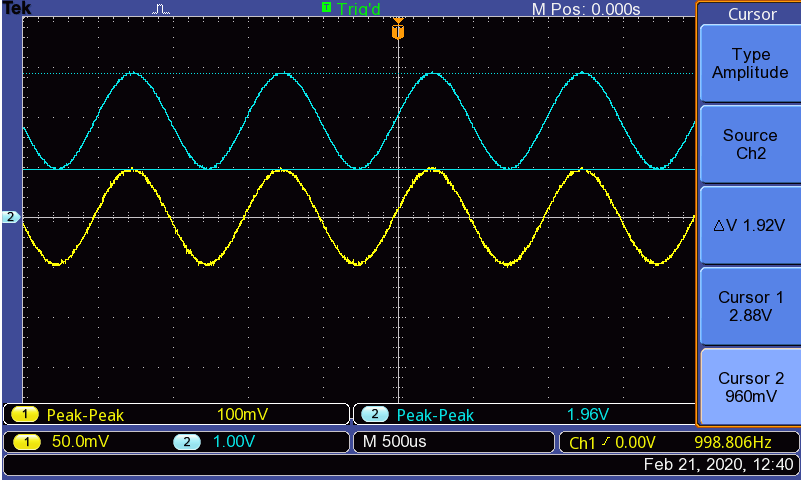 Tek
T Trig'd
M Pos: 0.000s
T
2
Cursor
Type
Amplitude
Source
Ch2
△V 1.92V
Cursor 1
2.88V
Cursor 2
960mV
1 Peak-Peak 100mV
2 Peak-Peak 1.96V
1 50.0mV
2 1.00V
M 500us
Ch1 0.00V 998.806Hz
Feb 21, 2020, 12:40